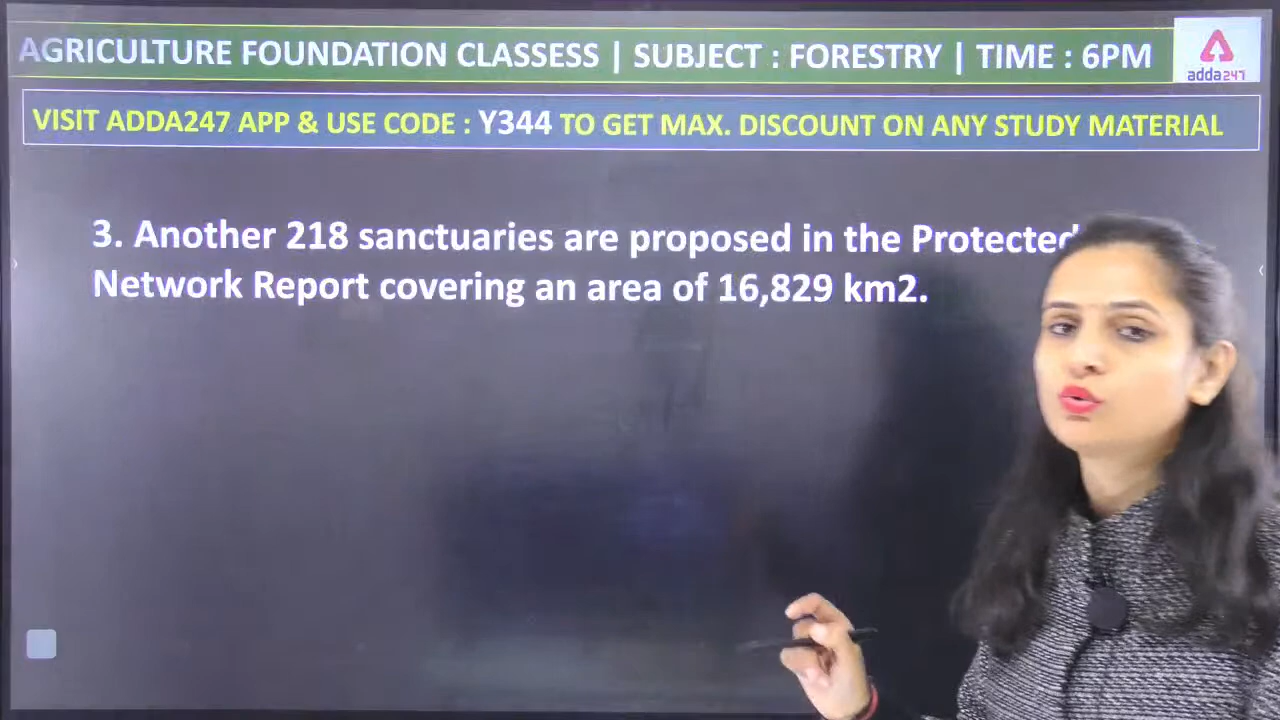 AGRICULTURE FOUNDATION CLASSESS | SUBJECT : FORESTRY | TIME : 6PM
adda247
VISIT ADDA247 APP & USE CODE : Y344 TO GET MAX. DISCOUNT ON ANY STUDY MATERIAL
3. Another 218 sanctuaries are proposed in the Protected
Network Report covering an area of 16,829 km2.